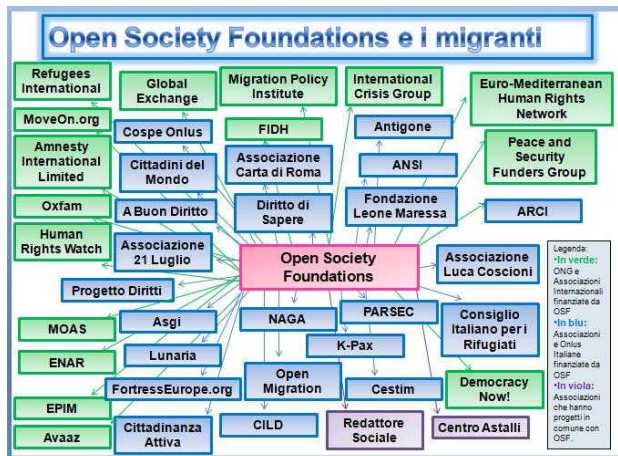 Open Society Foundations e i migranti
Refugees
International
Global
Exchange
Migration Policy
Institute
International
Crisis Group
Euro-Mediterranean
Human Rights
Network
MoveOn.org
Cospe Onlus
FIDH
Antigone
Amnesty
International
Limited
Cittadini del
Mondo
Associazione
Carta di Roma
ANSI
Peace and
Security
Funders Group
Oxfam
A Buon Diritto
Diritto di
Sapere
Fondazione
Leone Maressa
ARCI
Human
Rights Watch
Associazione
21 Luglio
Open Society
Foundations
Associazione
Luca Coscioni
Progetto Diritti
MOAS
Asgi
NAGA
PARSEC
Consiglio
Italiano per i
Rifugiati
ENAR
Lunaria
K-Pax
FortressEurope.org
Open
Migration
Cestim
Democracy
Now!
EPIM
Avaaz
Cittadinanza
Attiva
CILD
Redattore
Sociale
Centro Astalli
Legenda:
•In verde:
ONG e
Associazioni
Internazionali
finanziate da
OSF
•In blu:
Associazioni
e Onlus
Italiane
finanziate da
OSF
•In viola:
Associazioni
che hanno
progetti in
comune con
OSF.